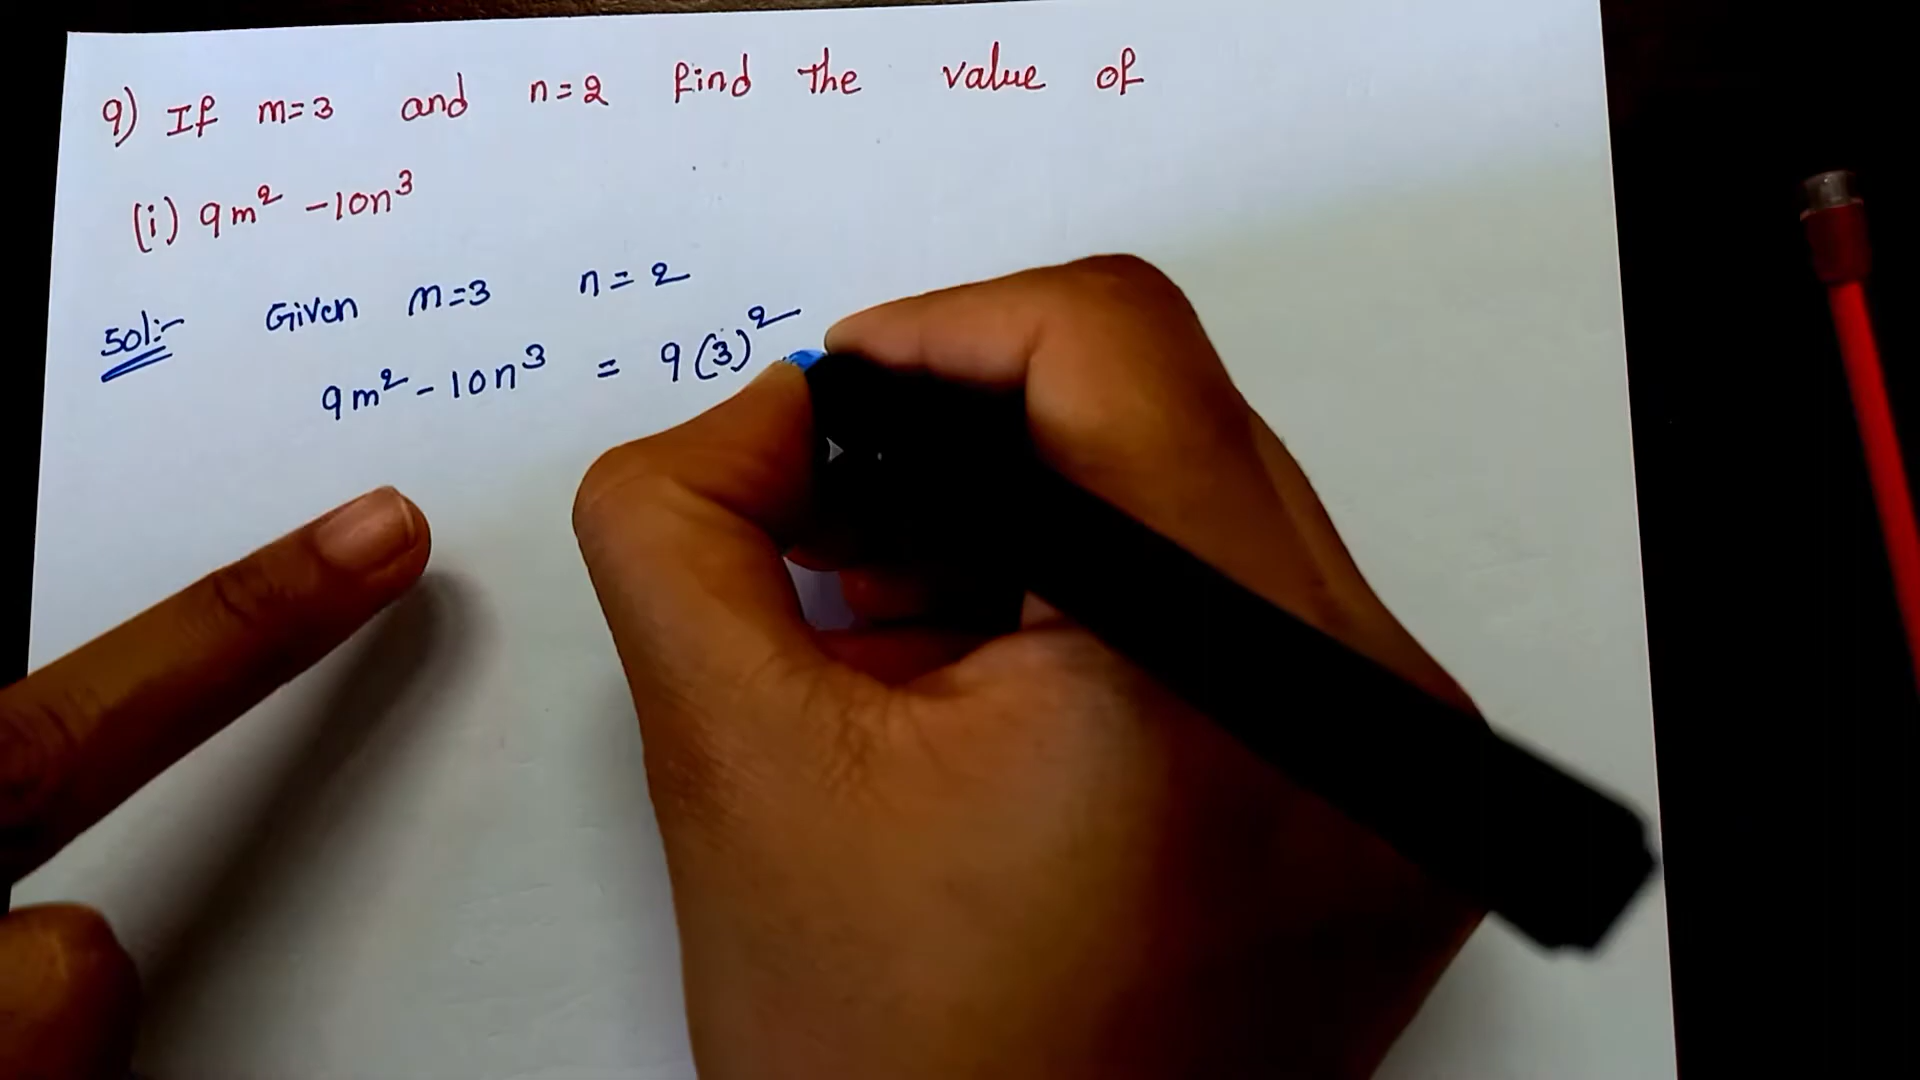 9) If m=3 and n=2 find the value of
(i) 9m² -10n³
Sol:- Given m=3 n=2
9m² - 10n³ = 9(3)²